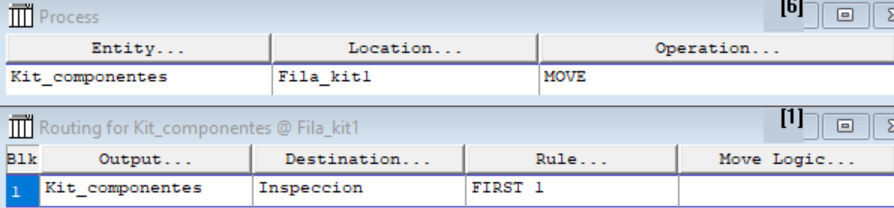 Process [6]
Entity... Location... Operation...
Kit_componentes Fila_kit1 MOVE
Routing for Kit_componentes @ Fila_kit1 [1]
Blk Output... Destination... Rule... Move Logic...
1 Kit_componentes Inspeccion FIRST 1